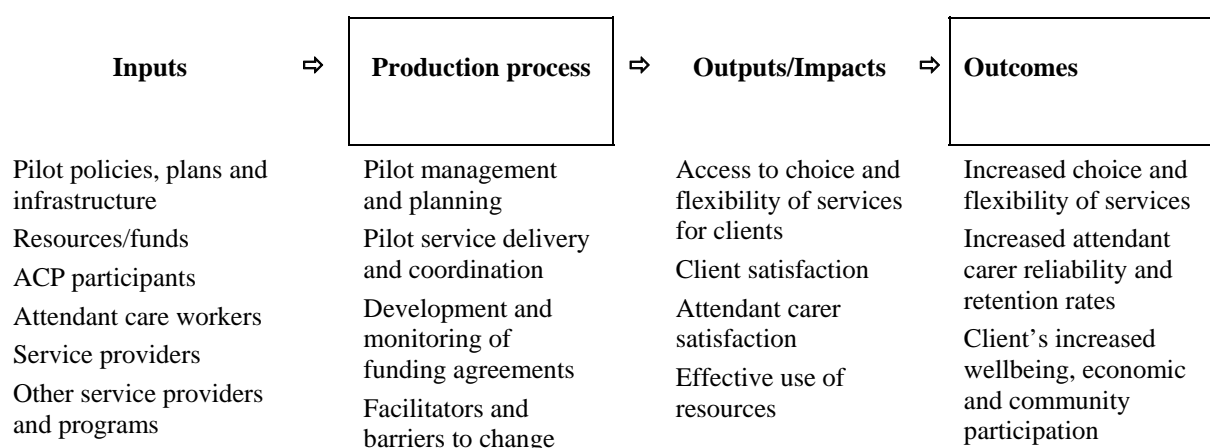 Inputs ⇨ Production process ⇨ Outputs/Impacts ⇨ Outcomes
Pilot policies, plans and
infrastructure
Resources/funds
ACP participants
Attendant care workers
Service providers
Other service providers
and programs
Pilot management
and planning
Pilot service delivery
and coordination
Development and
monitoring of
funding agreements
Facilitators and
barriers to change
Access to choice and
flexibility of services
for clients
Client satisfaction
Attendant carer
satisfaction
Effective use of
resources
Increased choice and
flexibility of services
Increased attendant
carer reliability and
retention rates
Client’s increased
wellbeing, economic
and community
participation